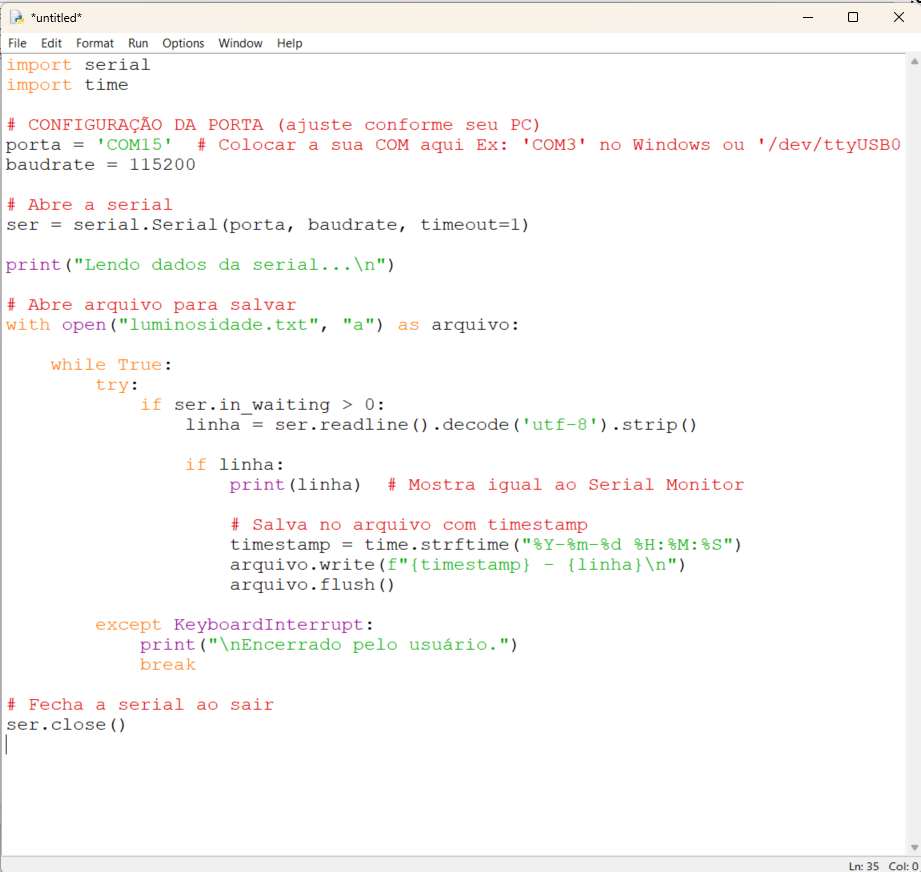 *untitled*
File Edit Format Run Options Window Help
import serial
import time
# CONFIGURAÇÃO DA PORTA (ajuste conforme seu PC)
porta = 'COM15'  # Colocar a sua COM aqui Ex: 'COM3' no Windows ou '/dev/ttyUSB0
baudrate = 115200
# Abre a serial
ser = serial.Serial(porta, baudrate, timeout=1)
print("Lendo dados da serial...\n")
# Abre arquivo para salvar
with open("luminosidade.txt", "a") as arquivo:
    while True:
        try:
            if ser.in_waiting > 0:
                linha = ser.readline().decode('utf-8').strip()
                if linha:
                    print(linha)  # Mostra igual ao Serial Monitor
                    # Salva no arquivo com timestamp
                    timestamp = time.strftime("%Y-%m-%d %H:%M:%S")
                    arquivo.write(f"{timestamp} - {linha}\n")
                    arquivo.flush()
        except KeyboardInterrupt:
            print("\nEncerrado pelo usuário.")
            break
# Fecha a serial ao sair
ser.close()
Ln: 35 Col: 0